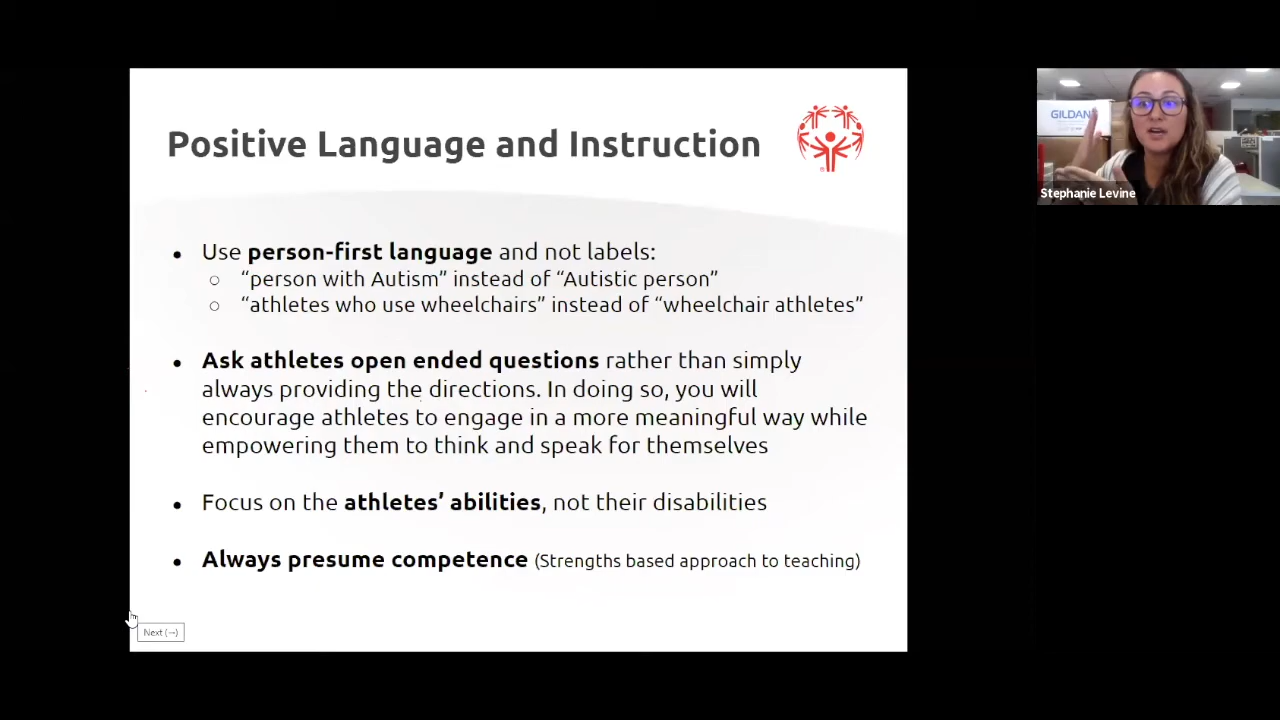 Positive Language and Instruction
Use person-first language and not labels:
“person with Autism” instead of “Autistic person”
“athletes who use wheelchairs” instead of “wheelchair athletes”
Ask athletes open ended questions rather than simply
always providing the directions. In doing so, you will
encourage athletes to engage in a more meaningful way while
empowering them to think and speak for themselves
Focus on the athletes’ abilities, not their disabilities
Always presume competence (Strengths based approach to teaching)
Next (→)
GILDAN
Stephanie Levine